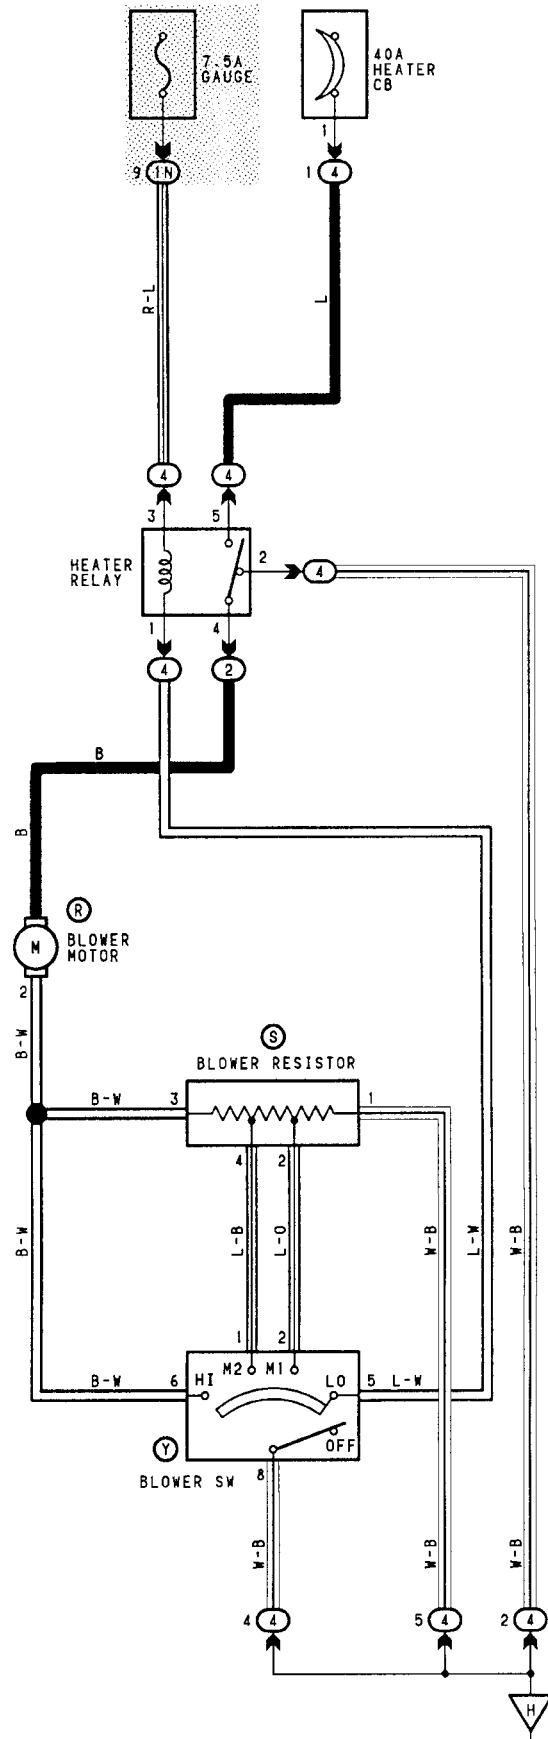 7.5A
GAUGE
40A
HEATER
CB
1
9 1N
1 4
R-L
L
4 4
3 5
HEATER
RELAY
2
4
1 4
4 2
B
B
R
M
BLOWER
MOTOR
2
B-W
S
BLOWER RESISTOR
B-W 3 1
4 2
B-W
L-B
L-O
W-B
L-W
W-B
1 2
M2 M1
B-W 6 HI LO 5 L-W
OFF
Y
BLOWER SW
8
W-B
W-B
W-B
4 4
5 4
2 4
H